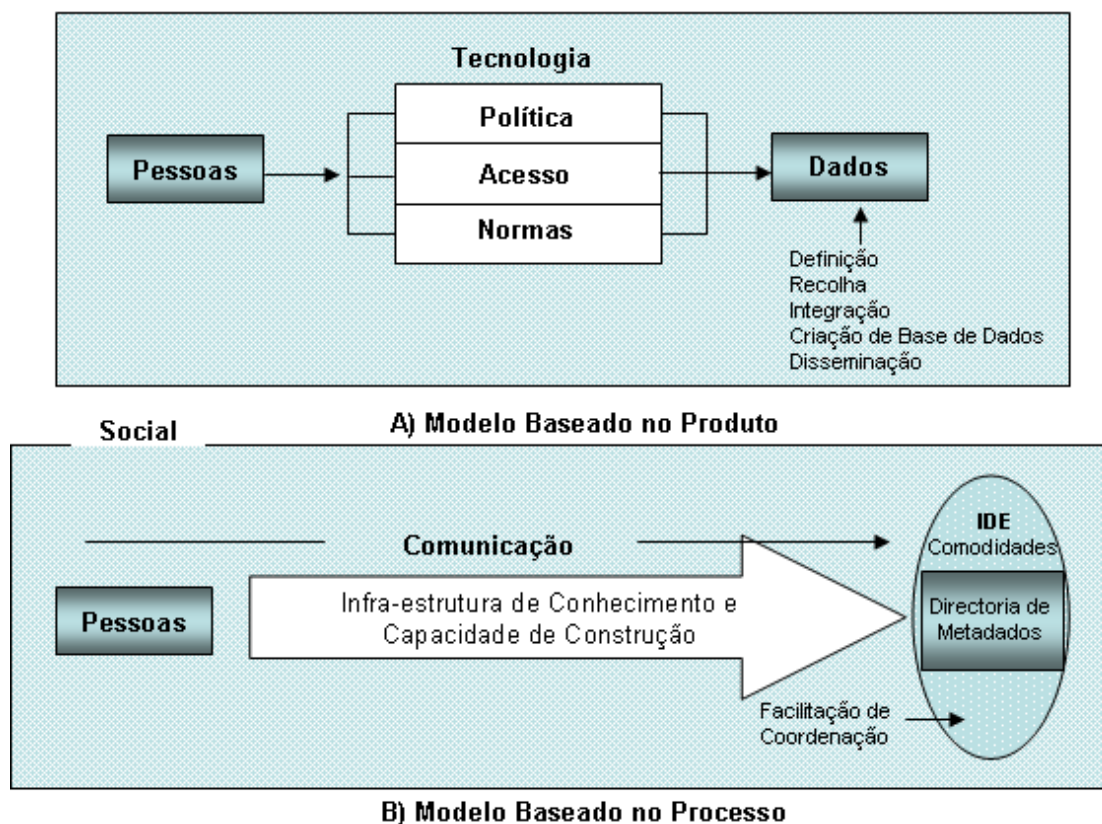 Tecnologia
Política
Pessoas
Acesso
Dados
Normas
Definição
Recolha
Integração
Criação de Base de Dados
Disseminação
A) Modelo Baseado no Produto
Social
IDE
Comodidades
Comunicação
Pessoas
Infra-estrutura de Conhecimento e
Capacidade de Construção
Directoria de
Metadados
Facilitação de
Coordenação
B) Modelo Baseado no Processo